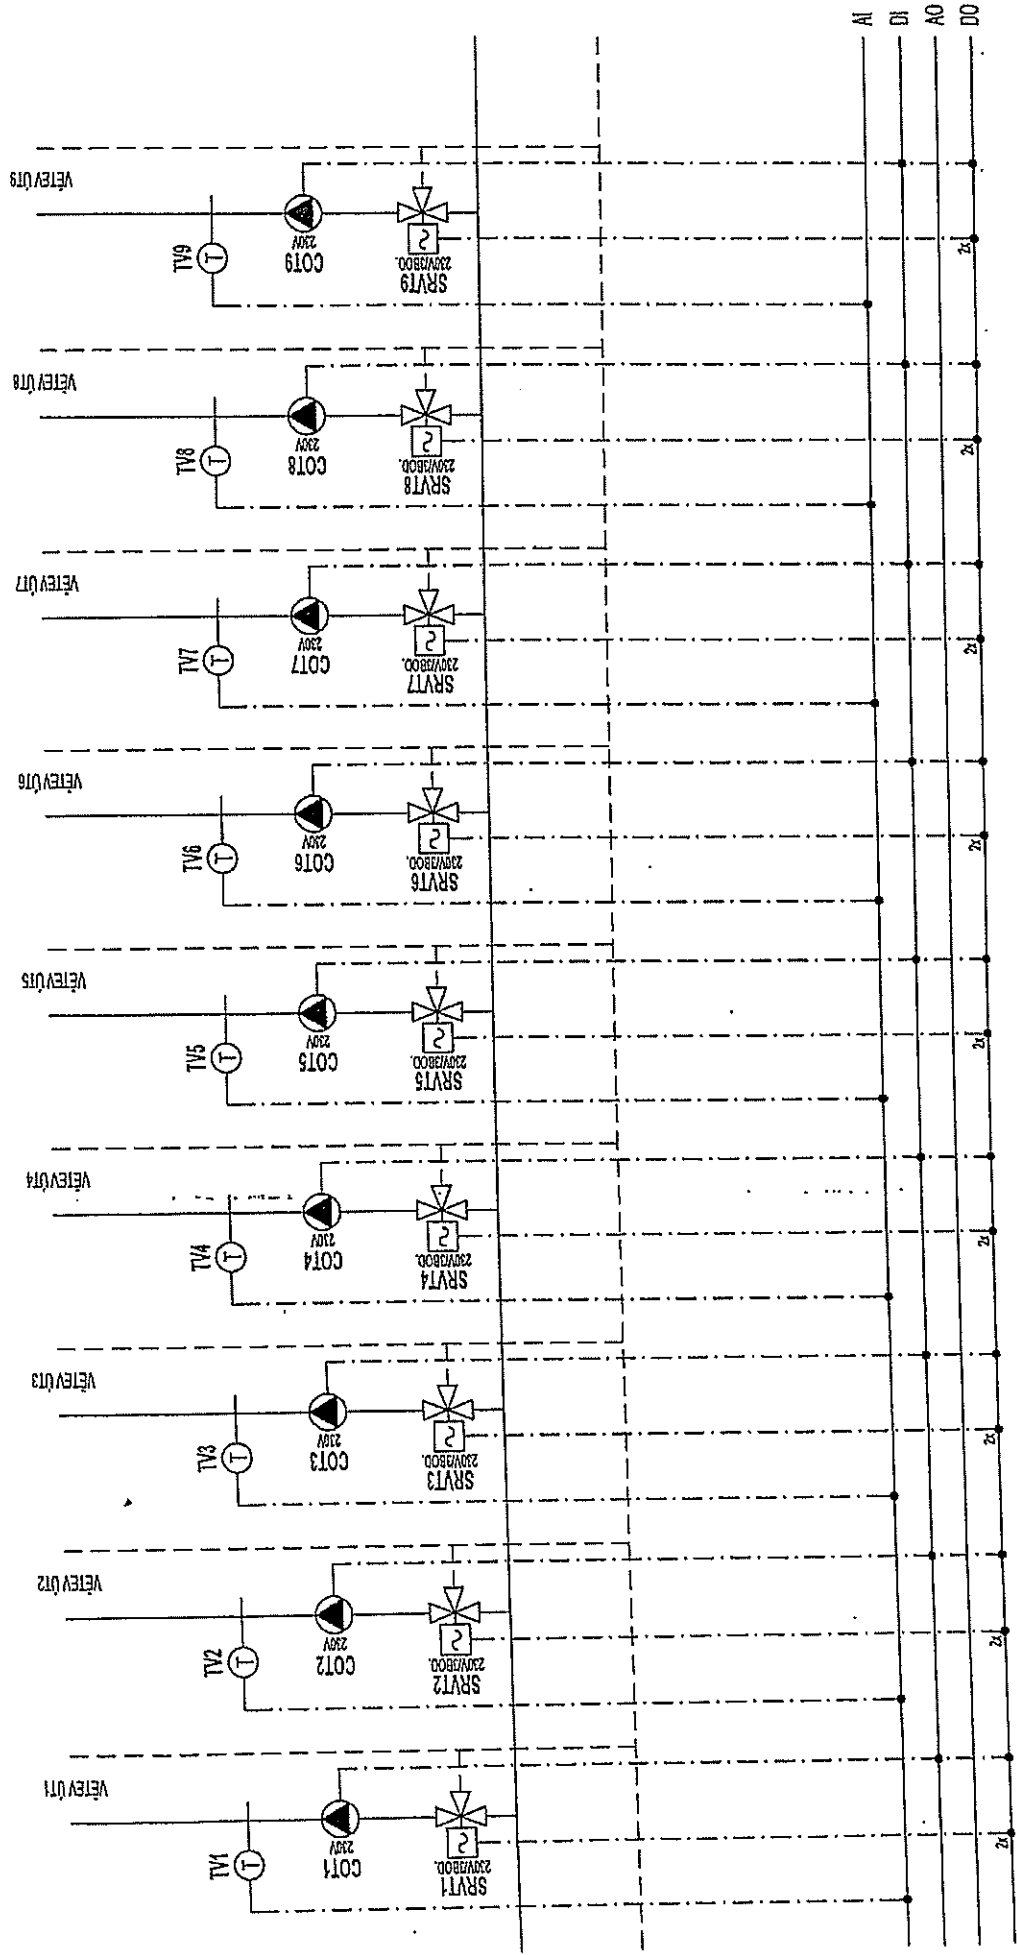 AI
DI
AO
DO
VĚTEV ÚT9
TV9
T
230V
COT9
230V/3BOD.
SRVT9
2x
VĚTEV ÚT8
TV8
T
230V
COT8
230V/3BOD.
SRVT8
2x
VĚTEV ÚT7
TV7
T
230V
COT7
230V/3BOD.
SRVT7
2x
VĚTEV ÚT6
TV6
T
230V
COT6
230V/3BOD.
SRVT6
2x
VĚTEV ÚT5
TV5
T
230V
COT5
230V/3BOD.
SRVT5
2x
VĚTEV ÚT4
TV4
T
230V
COT4
230V/3BOD.
SRVT4
2x
VĚTEV ÚT3
TV3
T
230V
COT3
230V/3BOD.
SRVT3
2x
VĚTEV ÚT2
TV2
T
230V
COT2
230V/3BOD.
SRVT2
2x
VĚTEV ÚT1
TV1
T
230V
COT1
230V/3BOD.
SRVT1
2x